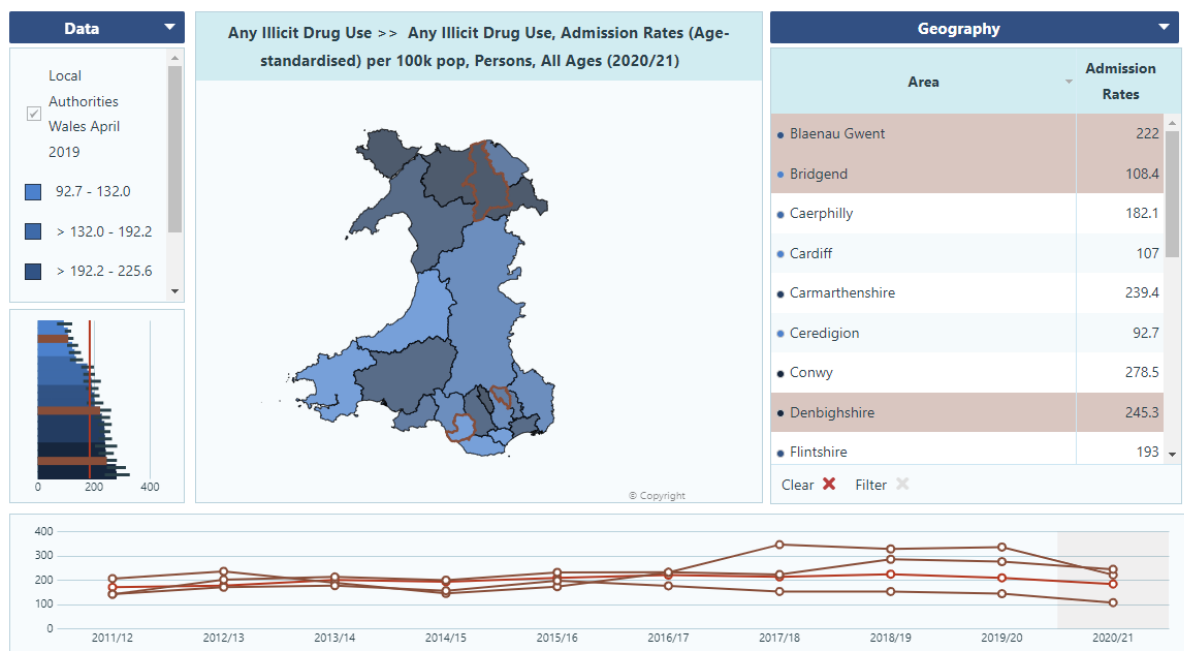 Data
Local
Authorities
Wales April
2019
92.7 - 132.0
> 132.0 - 192.2
> 192.2 - 225.6
0 200 400
Any Illicit Drug Use >> Any Illicit Drug Use, Admission Rates (Age-
standardised) per 100k pop, Persons, All Ages (2020/21)
© Copyright
Geography
Area
Admission
Rates
Blaenau Gwent 222
Bridgend 108.4
Caerphilly 182.1
Cardiff 107
Carmarthenshire 239.4
Ceredigion 92.7
Conwy 278.5
Denbighshire 245.3
Flintshire 193
Clear Filter
400
300
200
100
0
2011/12 2012/13 2013/14 2014/15 2015/16 2016/17 2017/18 2018/19 2019/20 2020/21